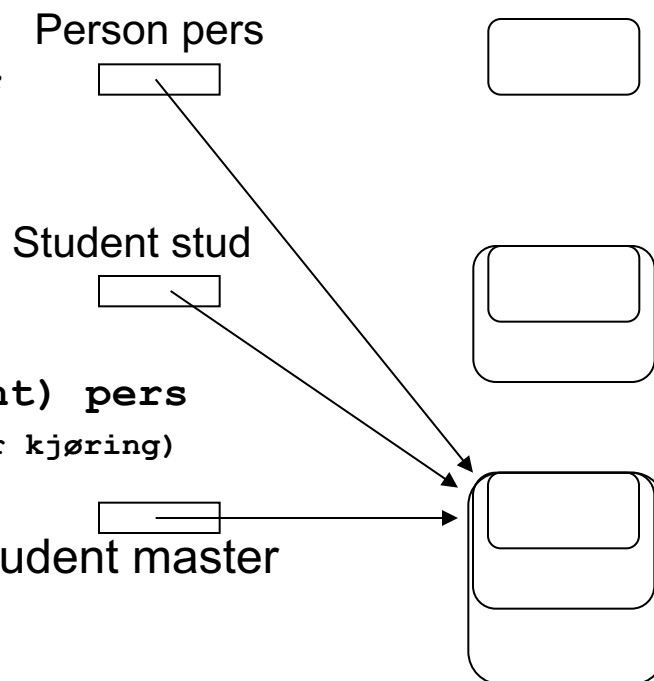 Person pers
Student stud
nt) pers
r kjøring)
udent master